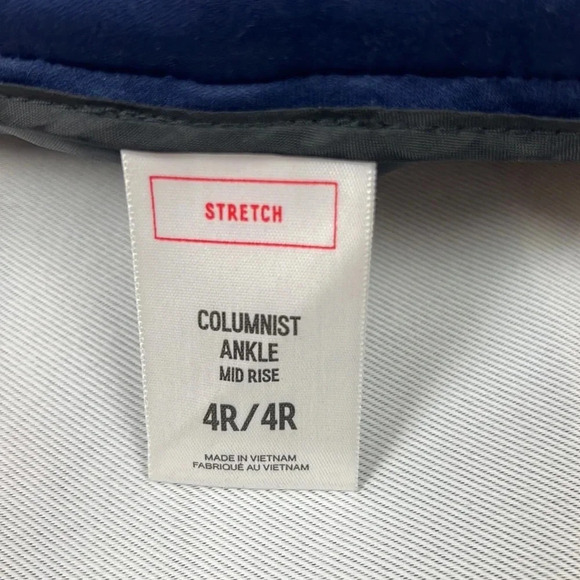 STRETCH
COLUMNIST
ANKLE
MID RISE
4R/4R
MADE IN VIETNAM
FABRIQUÉ AU VIETNAM